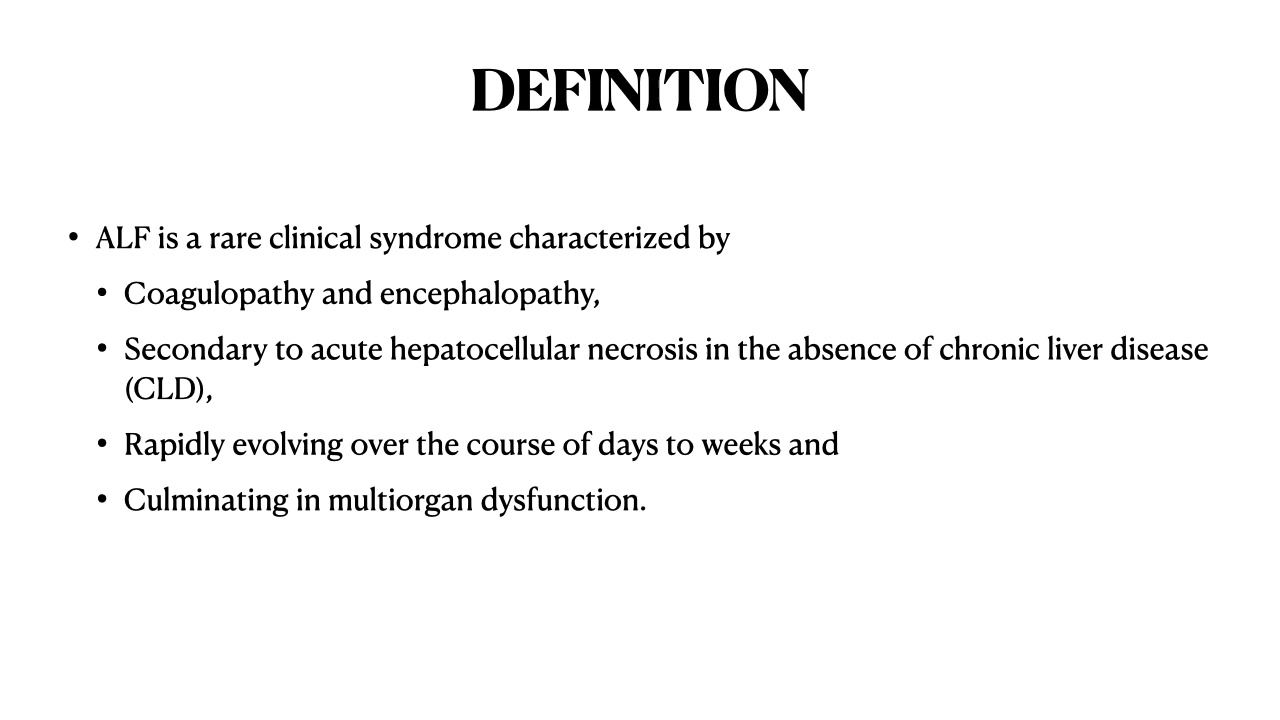 DEFINITION
• ALF is a rare clinical syndrome characterized by
• Coagulopathy and encephalopathy,
• Secondary to acute hepatocellular necrosis in the absence of chronic liver disease
(CLD),
• Rapidly evolving over the course of days to weeks and
• Culminating in multiorgan dysfunction.